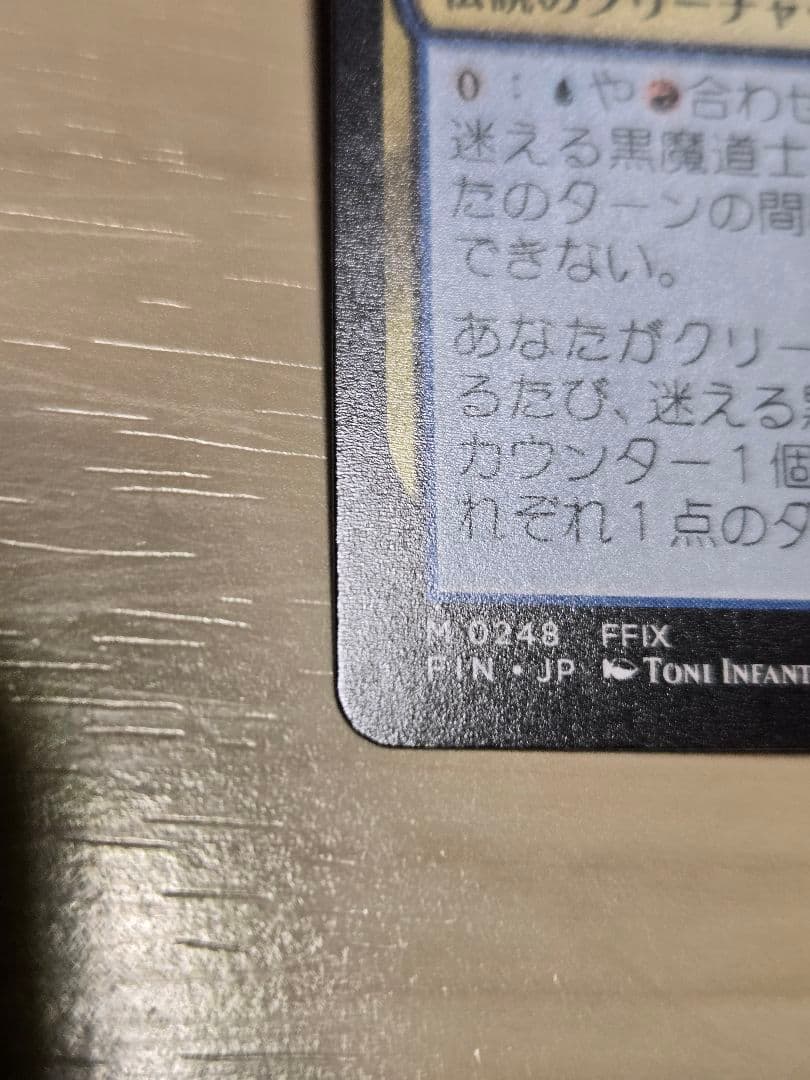 伝説のクリーチャ
0：や合わせ
迷える黒魔道士
たのターンの間
できない。
あなたがクリー
るたび、迷える黒
カウンター1個
れぞれ1点のダ
M 0248 FFIX
FIN・JP TONI INFANT